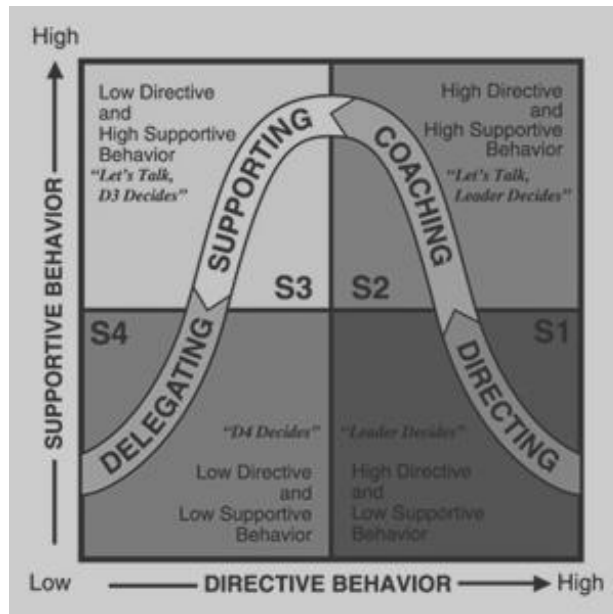 High
Low Directive
and
High Supportive
Behavior
"Let's Talk,
D3 Decides"
High Directive
and
High Supportive
Behavior
"Let's Talk,
Leader Decides"
SUPPORTING
COACHING
S3
S2
S4
S1
DELEGATING
DIRECTING
"D4 Decides"
"Leader Decides"
Low Directive
and
Low Supportive
Behavior
High Directive
and
Low Supportive
Behavior
SUPPORTIVE BEHAVIOR
Low
DIRECTIVE BEHAVIOR
High